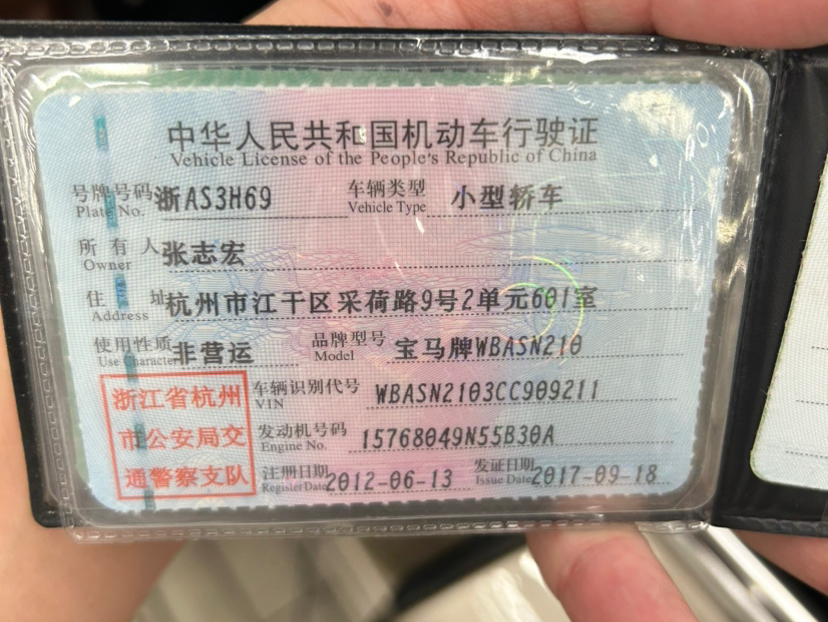 中华人民共和国机动车行驶证
Vehicle License of the People's Republic of China
号牌号码 浙AS3H69 车辆类型 小型轿车
Plate No. Vehicle Type
所有人 张志宏
Owner
住址 杭州市江干区采荷路9号2单元601室
Address
使用性质 非营运 品牌型号 宝马牌WBASN210
Use Character Model
浙江省杭州
市公安局交
通警察支队
车辆识别代号 WBASN2103CC909211
VIN
发动机号码 15768049N55B30A
Engine No.
注册日期 2012-06-13 发证日期 2017-09-18
Register Date Issue Date